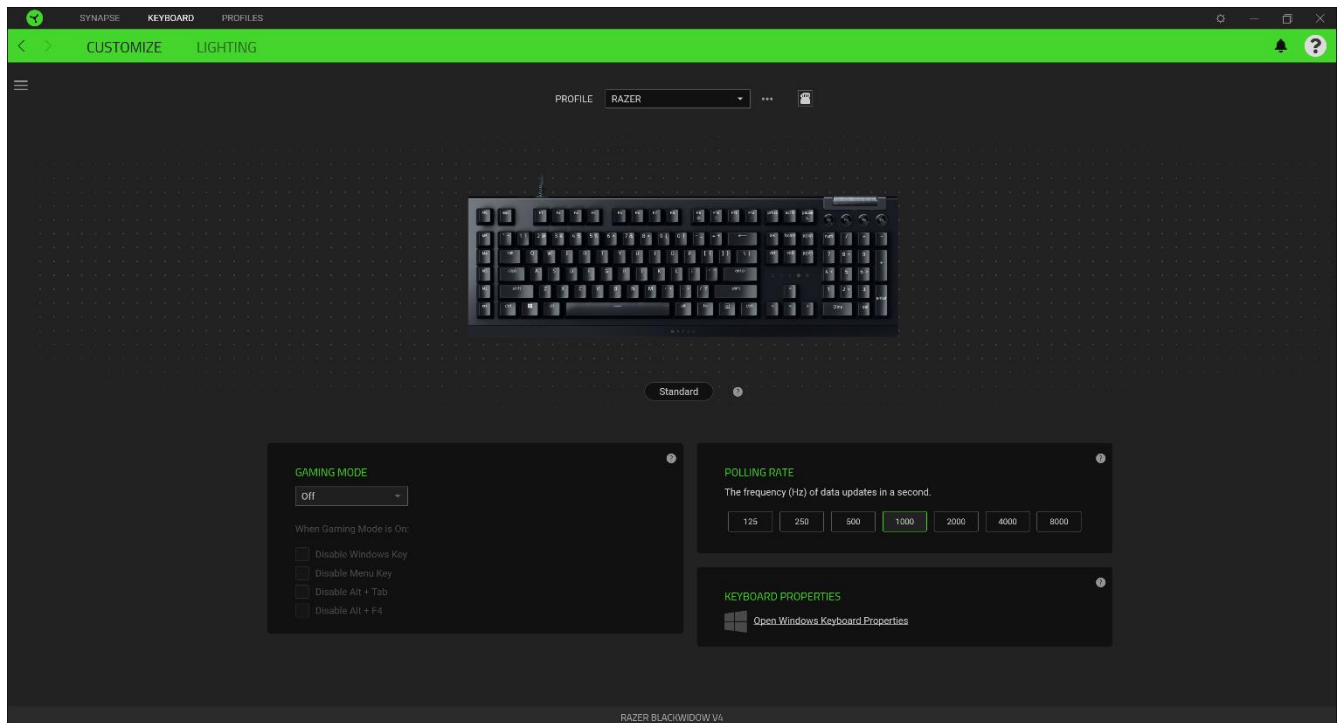 SYNAPSE KEYBOARD PROFILES
CUSTOMIZE LIGHTING
PROFILE RAZER
Standard
GAMING MODE
Off
When Gaming Mode is On:
Disable Windows Key
Disable Menu Key
Disable Alt + Tab
Disable Alt + F4
POLLING RATE
The frequency (Hz) of data updates in a second.
125 250 500 1000 2000 4000 8000
KEYBOARD PROPERTIES
Open Windows Keyboard Properties
RAZER BLACKWIDOW V4